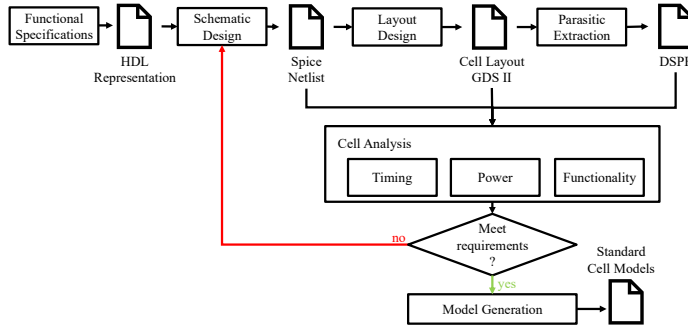 Functional
Specifications
HDL
Representation
Schematic
Design
Spice
Netlist
Layout
Design
Cell Layout
GDS II
Parasitic
Extraction
DSPF
Cell Analysis
Timing
Power
Functionality
Meet
requirements
?
no
yes
Model Generation
Standard
Cell Models